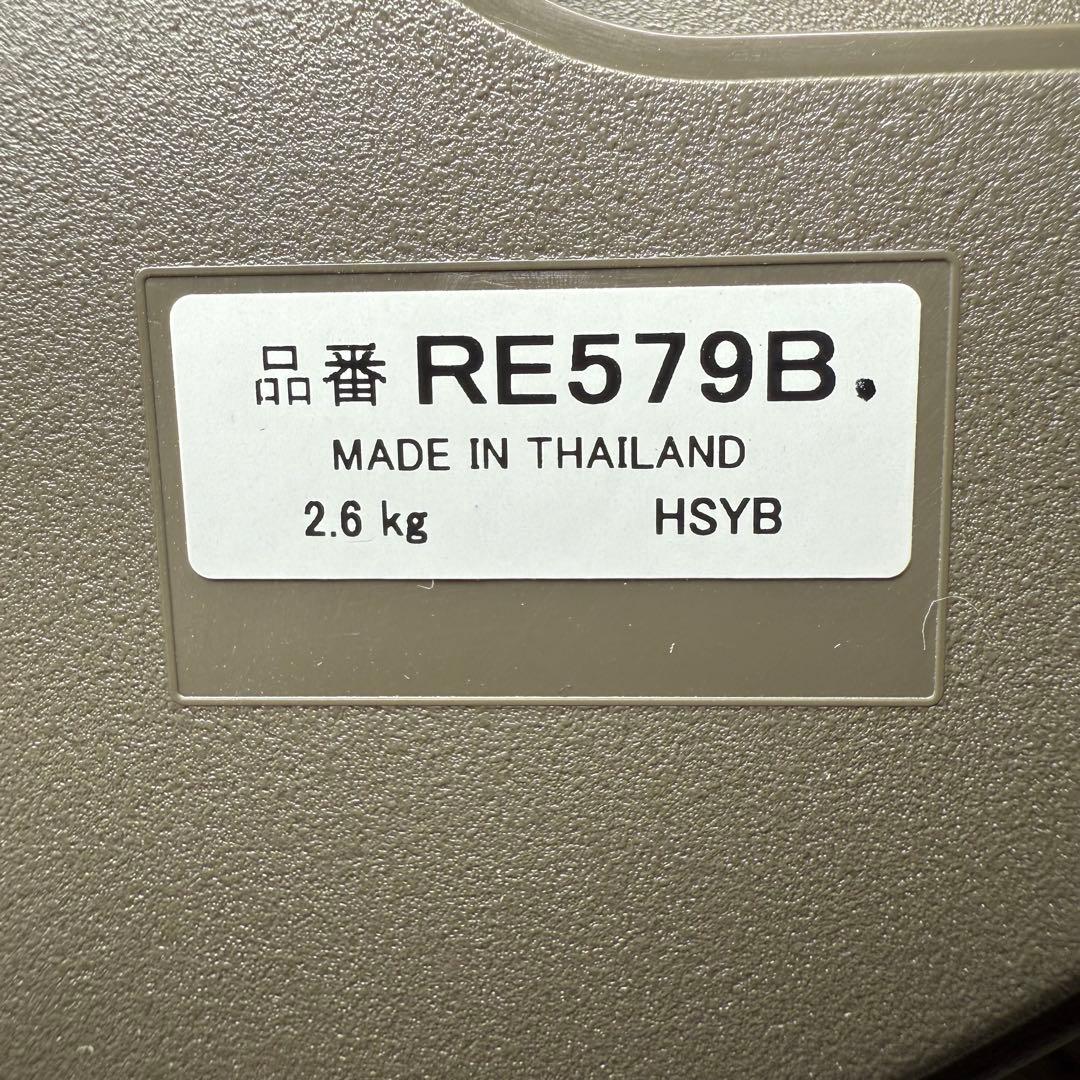 品番 RE579B.
MADE IN THAILAND
2.6 kg HSYB